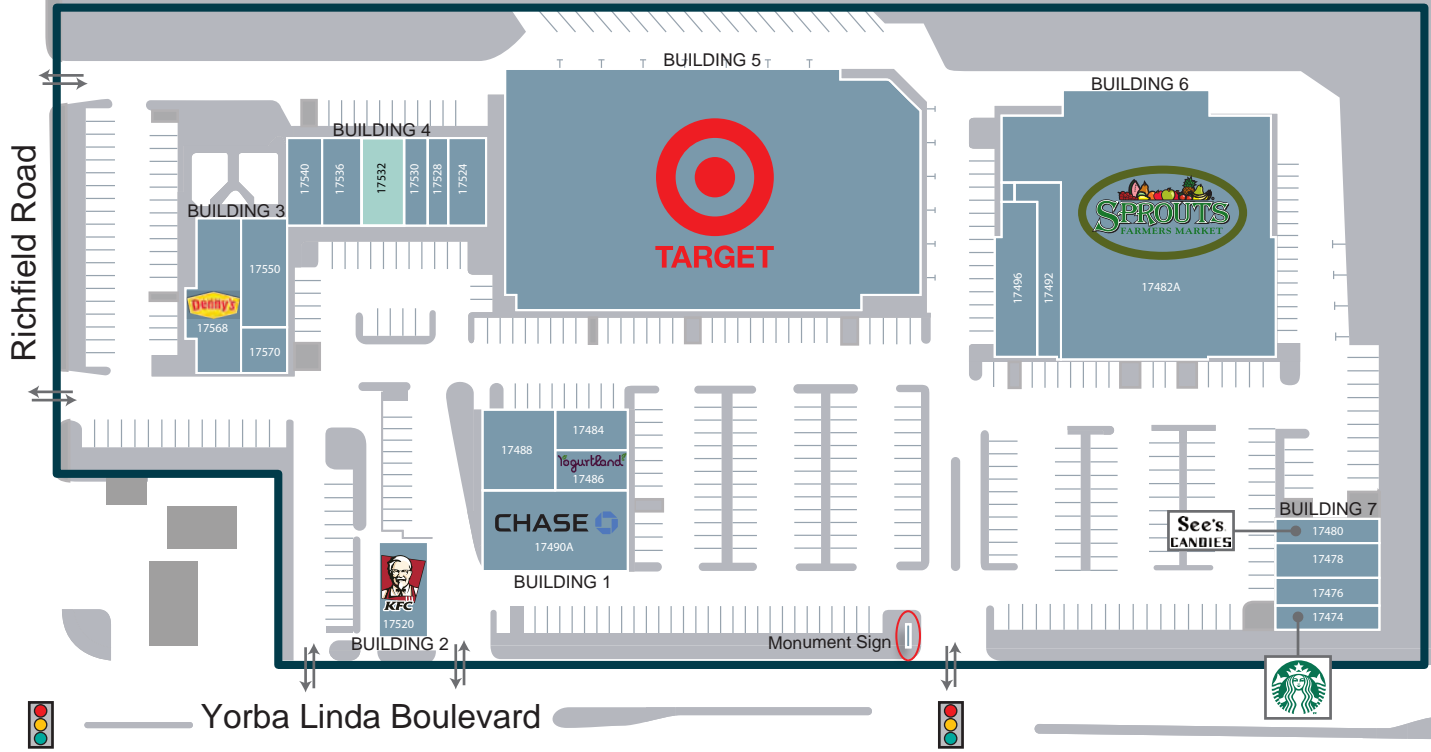 BUILDING 5
BUILDING 6
BUILDING 4
Richfield Road
17540
17536
17532
17530
17528
17524
TARGET
SPROUTS
FARMERS MARKET
BUILDING 3
17550
Denny's
17568
17570
17496
17492
17482A
17488
17484
Yogurtland
17486
CHASE
17490A
BUILDING 1
See's
CANDIES
BUILDING 7
17480
17478
17476
17474
KFC
17520
BUILDING 2
Monument Sign
Yorba Linda Boulevard